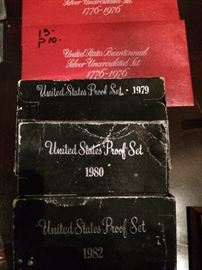 Silver Uncirculated Set
1776-1976
13-
P10.
United States Bicentennial
Silver Uncirculated Set
1776-1976
United States Proof Set · 1979
United States Proof Set
1980
United States Proof Set
1982